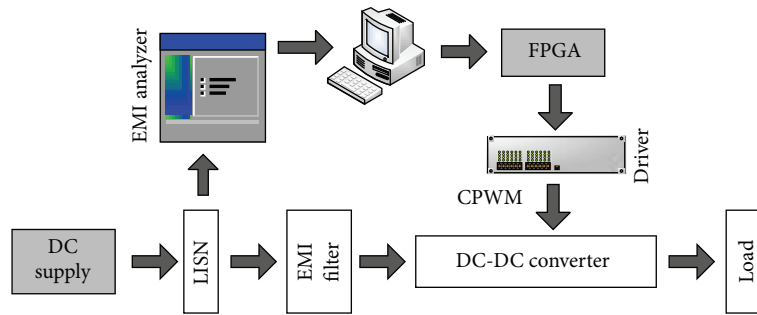 EMI analyzer
FPGA
Driver
CPWM
DC
supply
LISN
EMI
filter
DC-DC converter
Load